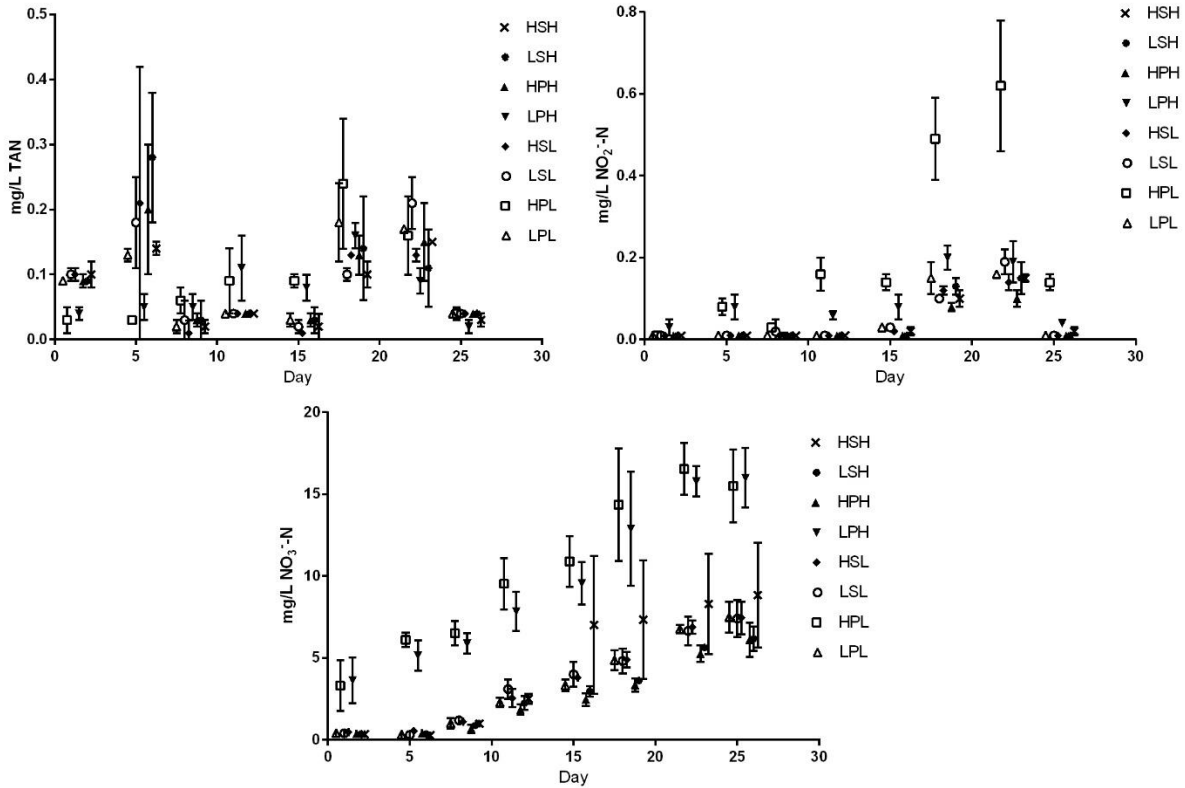 0.5
0.4
0.3
0.2
0.1
0.0
mg/L TAN
0
5
10
15
20
25
30
Day
HSH
LSH
HPH
LPH
HSL
LSL
HPL
LPL
0.8
0.6
0.4
0.2
0.0
mg/L NO₂⁻-N
0
5
10
15
20
25
30
Day
HSH
LSH
HPH
LPH
HSL
LSL
HPL
LPL
20
15
10
5
0
mg/L NO₃⁻-N
0
5
10
15
20
25
30
Day
HSH
LSH
HPH
LPH
HSL
LSL
HPL
LPL